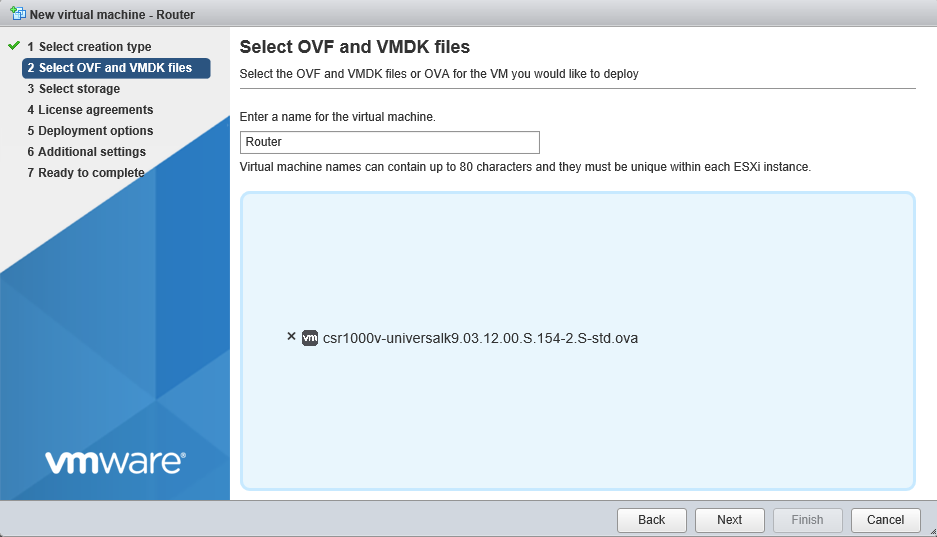 New virtual machine - Router
1 Select creation type
2 Select OVF and VMDK files
3 Select storage
4 License agreements
5 Deployment options
6 Additional settings
7 Ready to complete
vmware®
Select OVF and VMDK files
Select the OVF and VMDK files or OVA for the VM you would like to deploy
Enter a name for the virtual machine.
Router
Virtual machine names can contain up to 80 characters and they must be unique within each ESXi instance.
× vm csr1000v-universalk9.03.12.00.S.154-2.S-std.ova
Back Next Finish Cancel